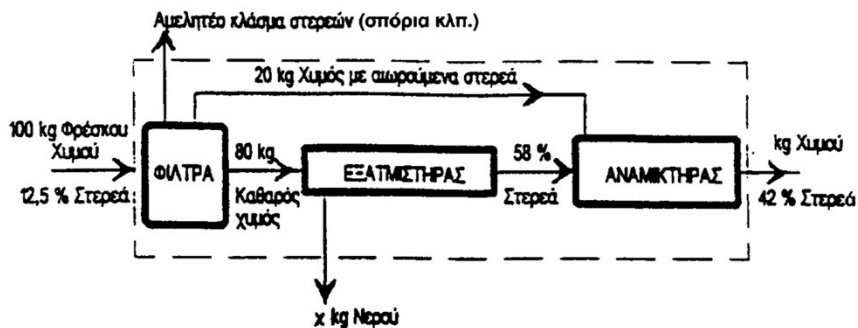 Αμελητέο κλάσμα στερεών (σπόρια κλπ.)
20 kg Χυμός με αιωρούμενα στερεά
100 kg Φρέσκου
Χυμού
12,5 % Στερεά
ΦΙΛΤΡΑ
80 kg
Καθαρός
χυμός
ΕΞΑΤΜΙΣΤΗΡΑΣ
58 %
Στερεά
ΑΝΑΜΙΚΤΗΡΑΣ
kg Χυμού
42 % Στερεά
x kg Νερού